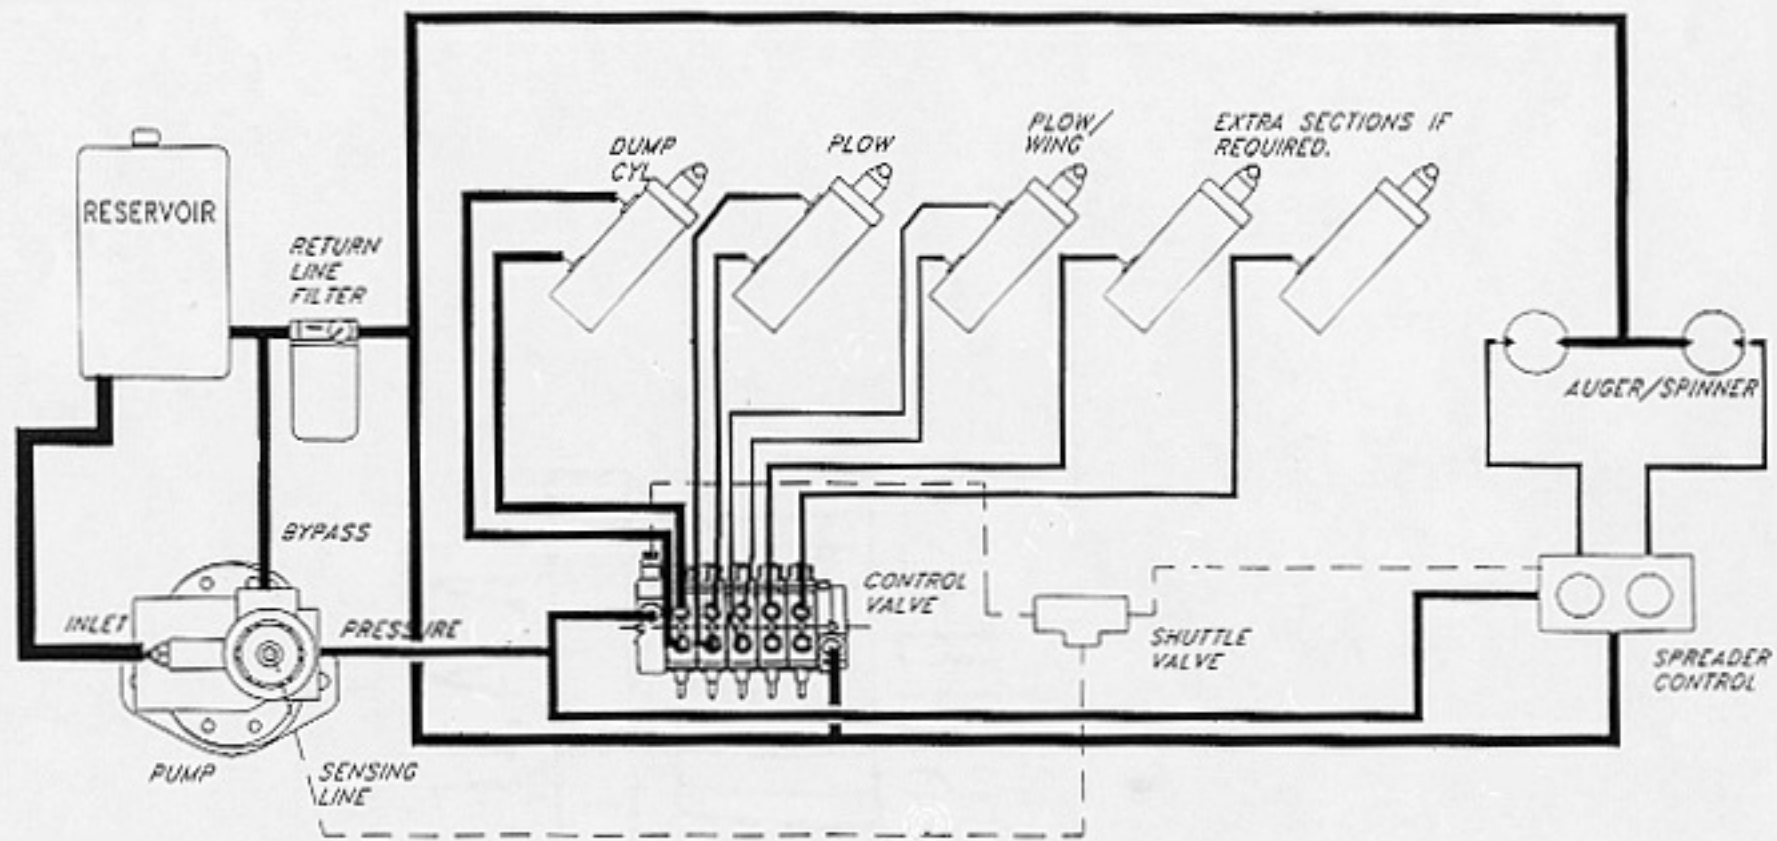 PLOW/
WING
EXTRA SECTIONS IF
REQUIRED.
DUMP
CYL.
PLOW
RESERVOIR
RETURN
LINE
FILTER
AUGER/SPINNER
BYPASS
CONTROL
VALVE
INLET
PRESSURE
SHUTTLE
VALVE
SPREADER
CONTROL
PUMP
SENSING
LINE